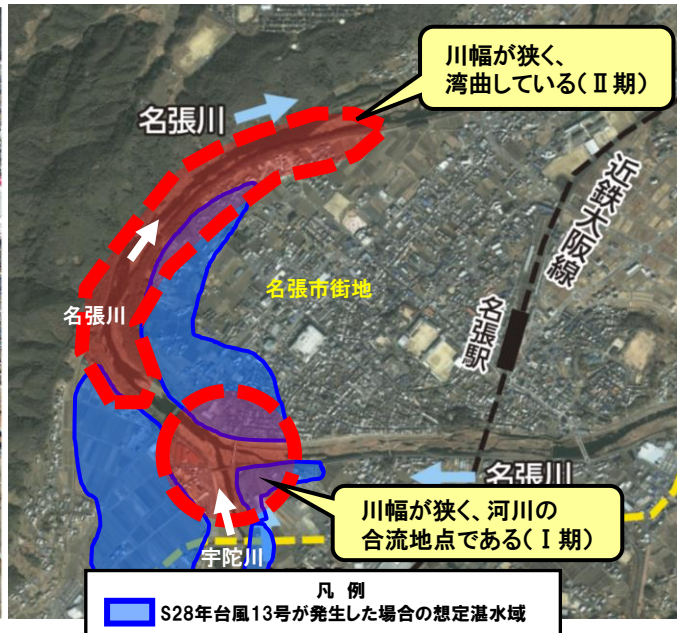 川幅が狭く、
湾曲している(Ⅱ期)
名張川
近鉄大阪線
名張市街地
名張川
名張駅
名張川
川幅が狭く、河川の
合流地点である(Ⅰ期)
宇陀川
凡 例
S28年台風13号が発生した場合の想定湛水域